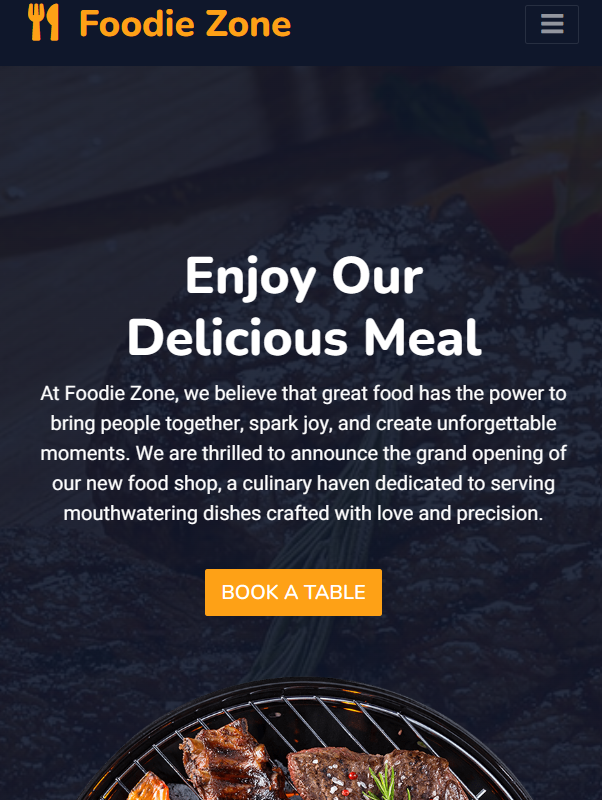 Foodie Zone
Enjoy Our
Delicious Meal
At Foodie Zone, we believe that great food has the power to
bring people together, spark joy, and create unforgettable
moments. We are thrilled to announce the grand opening of
our new food shop, a culinary haven dedicated to serving
mouthwatering dishes crafted with love and precision.
BOOK A TABLE